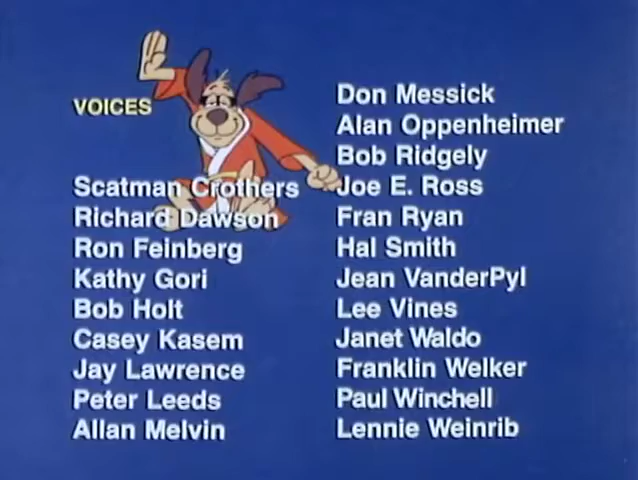 VOICES
Scatman Crothers
Richard Dawson
Ron Feinberg
Kathy Gori
Bob Holt
Casey Kasem
Jay Lawrence
Peter Leeds
Allan Melvin
Don Messick
Alan Oppenheimer
Bob Ridgely
Joe E. Ross
Fran Ryan
Hal Smith
Jean VanderPyl
Lee Vines
Janet Waldo
Franklin Welker
Paul Winchell
Lennie Weinrib